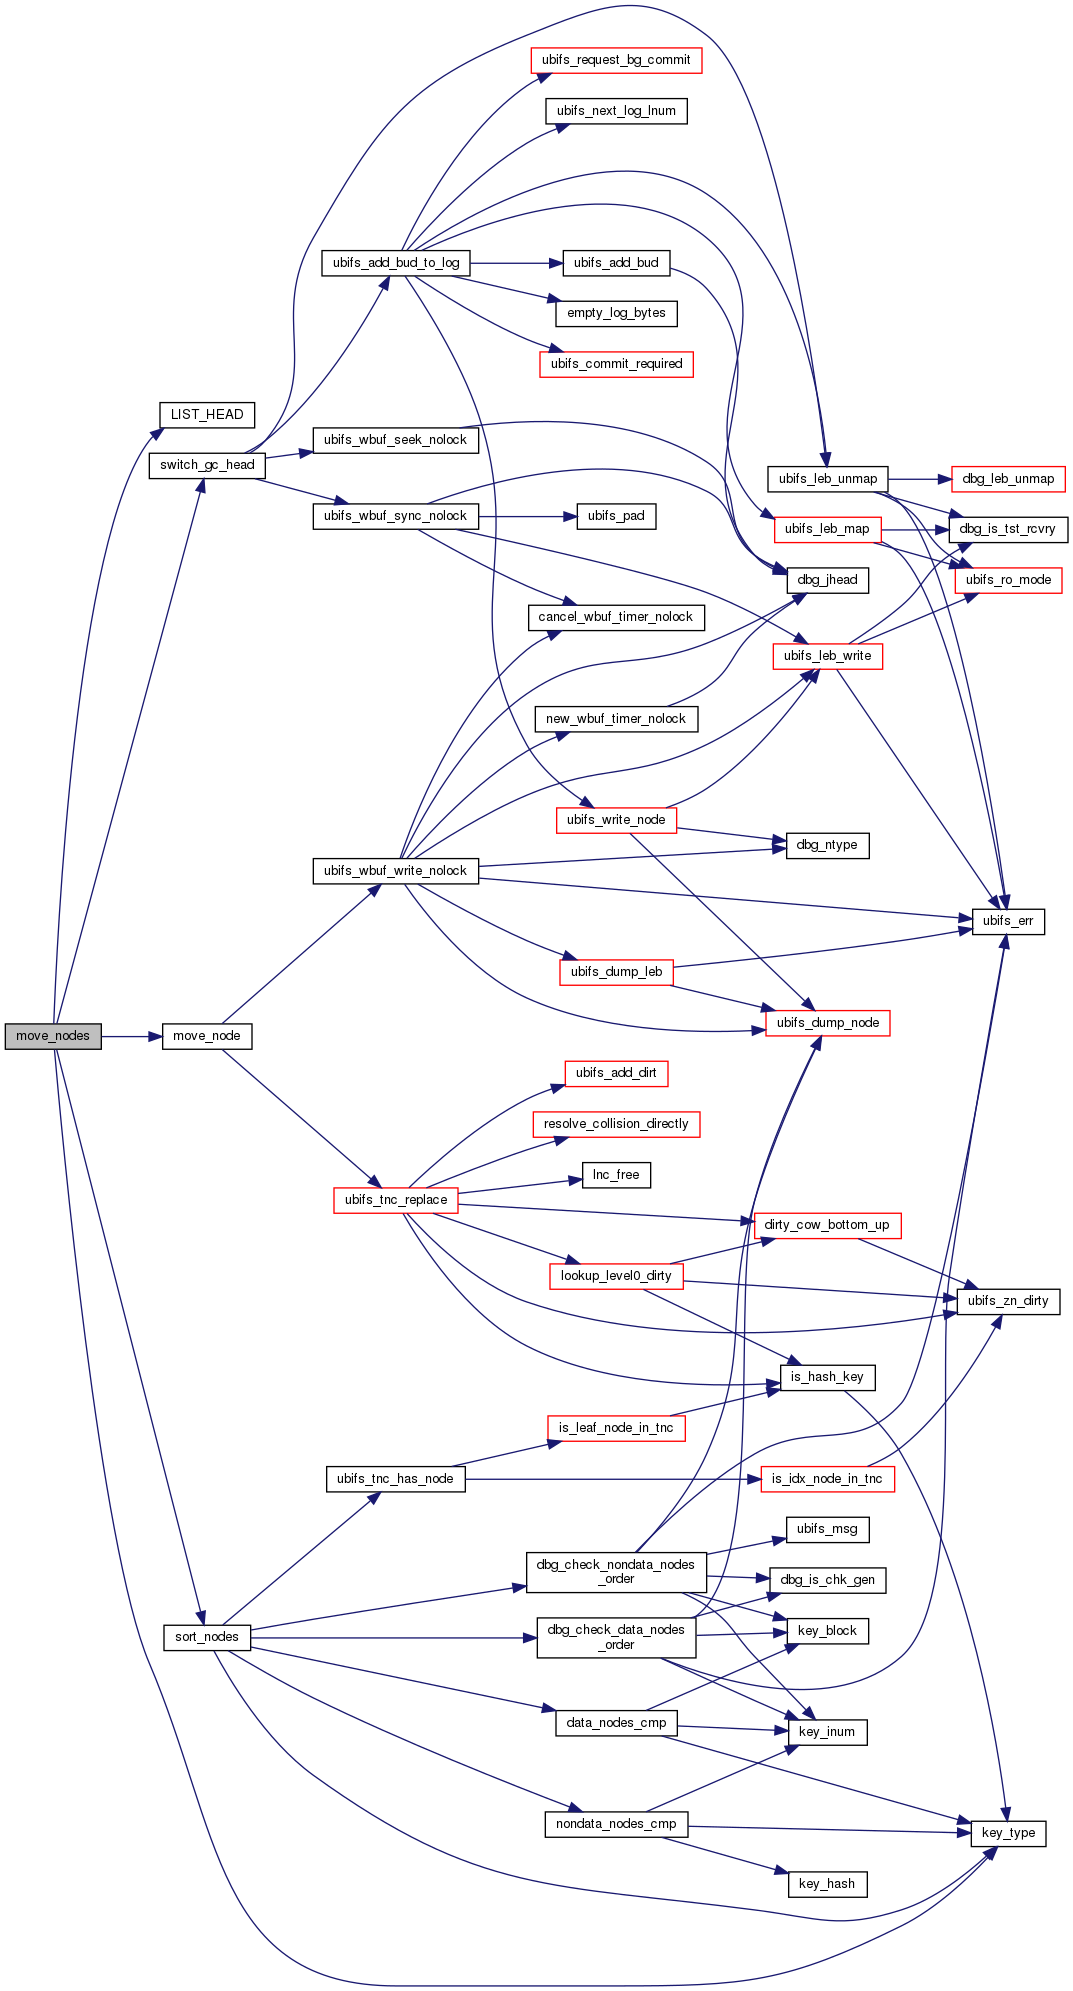 ubifs_request_bg_commit
ubifs_next_log_lnum
ubifs_add_bud_to_log
ubifs_add_bud
empty_log_bytes
ubifs_commit_required
LIST_HEAD
switch_gc_head
ubifs_wbuf_seek_nolock
ubifs_wbuf_sync_nolock
ubifs_pad
ubifs_leb_unmap
dbg_leb_unmap
ubifs_leb_map
dbg_is_tst_rcvry
dbg_jhead
ubifs_ro_mode
cancel_wbuf_timer_nolock
ubifs_leb_write
new_wbuf_timer_nolock
ubifs_write_node
dbg_ntype
ubifs_wbuf_write_nolock
ubifs_err
ubifs_dump_leb
ubifs_dump_node
move_nodes
move_node
ubifs_add_dirt
resolve_collision_directly
lnc_free
ubifs_tnc_replace
dirty_cow_bottom_up
lookup_level0_dirty
ubifs_zn_dirty
is_hash_key
is_leaf_node_in_tnc
ubifs_tnc_has_node
is_idx_node_in_tnc
ubifs_msg
dbg_check_nondata_nodes
_order
dbg_is_chk_gen
sort_nodes
dbg_check_data_nodes
_order
key_block
data_nodes_cmp
key_inum
nondata_nodes_cmp
key_type
key_hash